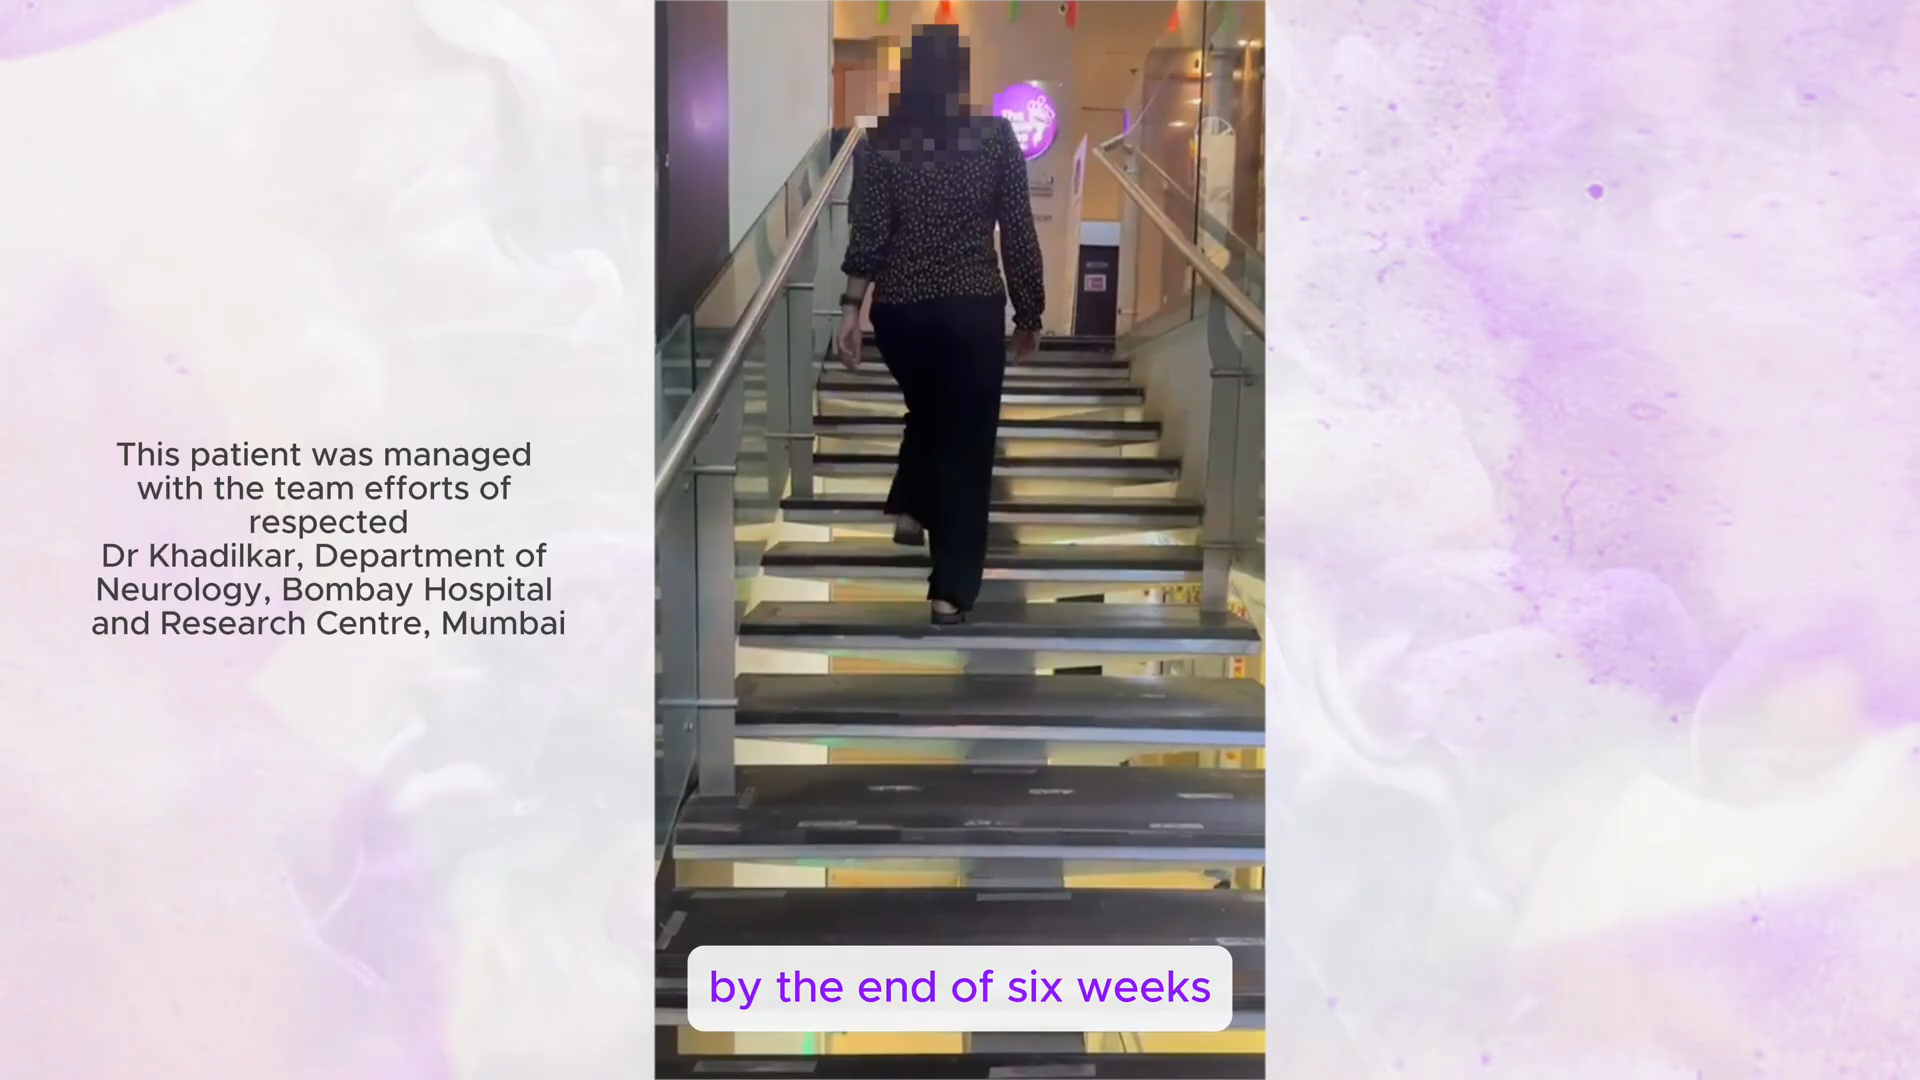 This patient was managed
with the team efforts of
respected
Dr Khadilkar, Department of
Neurology, Bombay Hospital
and Research Centre, Mumbai
The
by the end of six weeks